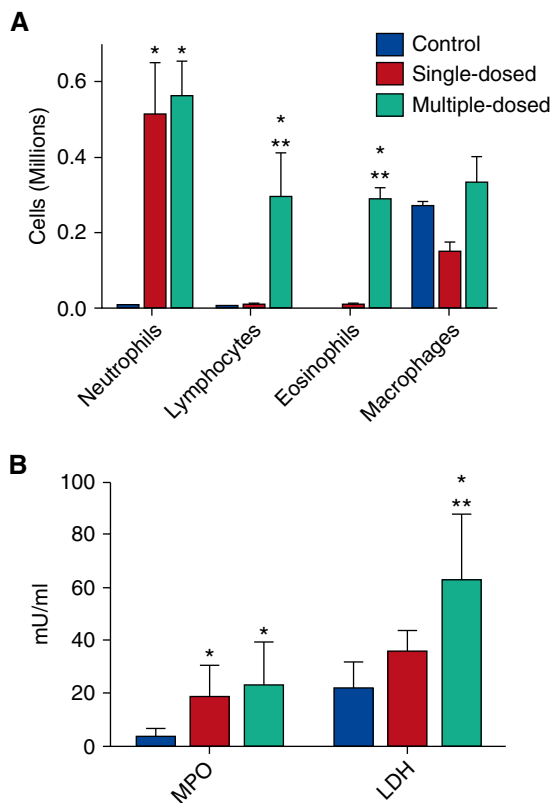 A
Control
Single-dosed
Multiple-dosed
Cells (Millions)
0.6
0.4
0.2
0.0
* *
*
**
*
**
Neutrophils
Lymphocytes
Eosinophils
Macrophages
B
mU/ml
100
80
60
40
20
0
*
*
*
**
MPO
LDH